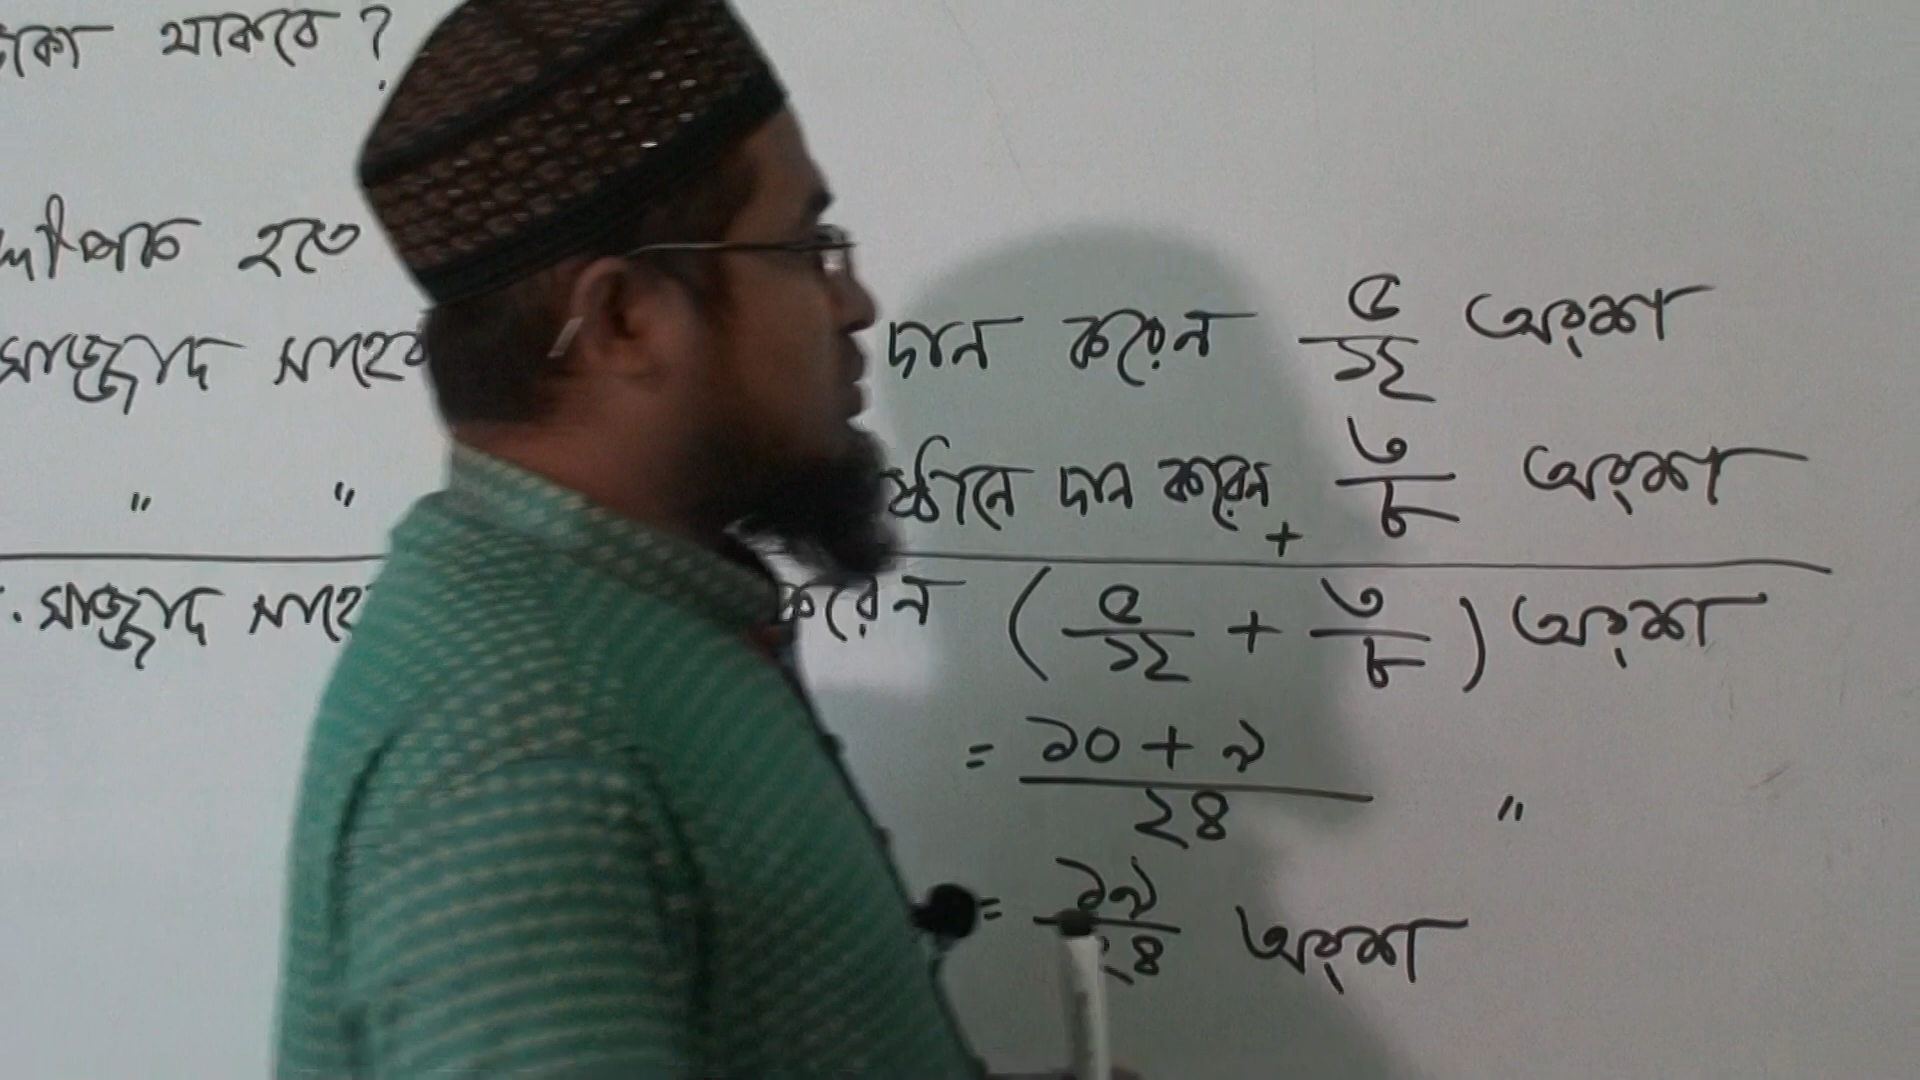 টাকা থাকবে?
হতে
সাজ্জাদ সাহেব দান করেন ৫/১২ অংশ
" " দান করেন ৩/৮ অংশ
+
সাজ্জাদ সাহে করেন (৫/১২ + ৩/৮) অংশ
= ১০ + ৯/২৪ "
= ১৯/২৪ অংশ